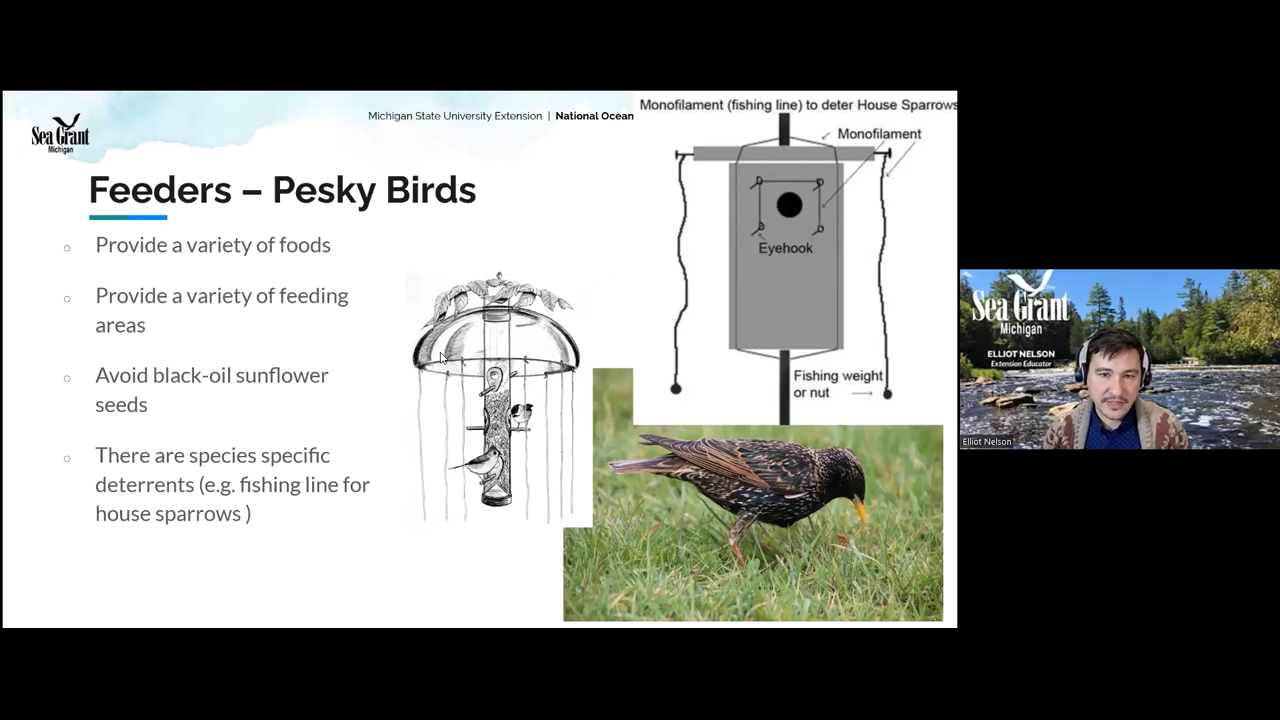 Sea Grant
Michigan
Michigan State University Extension | National Ocean
Feeders – Pesky Birds
○ Provide a variety of foods
○ Provide a variety of feeding
areas
○ Avoid black-oil sunflower
seeds
○ There are species specific
deterrents (e.g. fishing line for
house sparrows )
Monofilament (fishing line) to deter House Sparrows
Monofilament
Eyehook
Fishing weight
or nut
Sea Grant
Michigan
ELLIOT NELSON
Extension Educator
Elliot Nelson